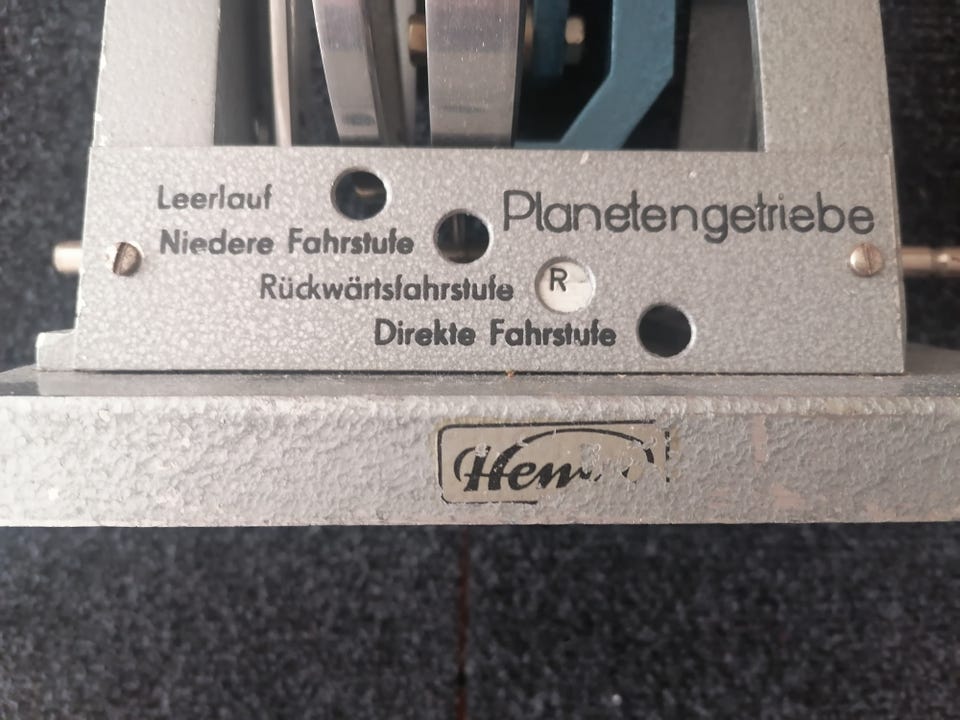 Leerlauf
Planetengetriebe
Niedere Fahrstufe
Rückwärtsfahrstufe R
Direkte Fahrstufe